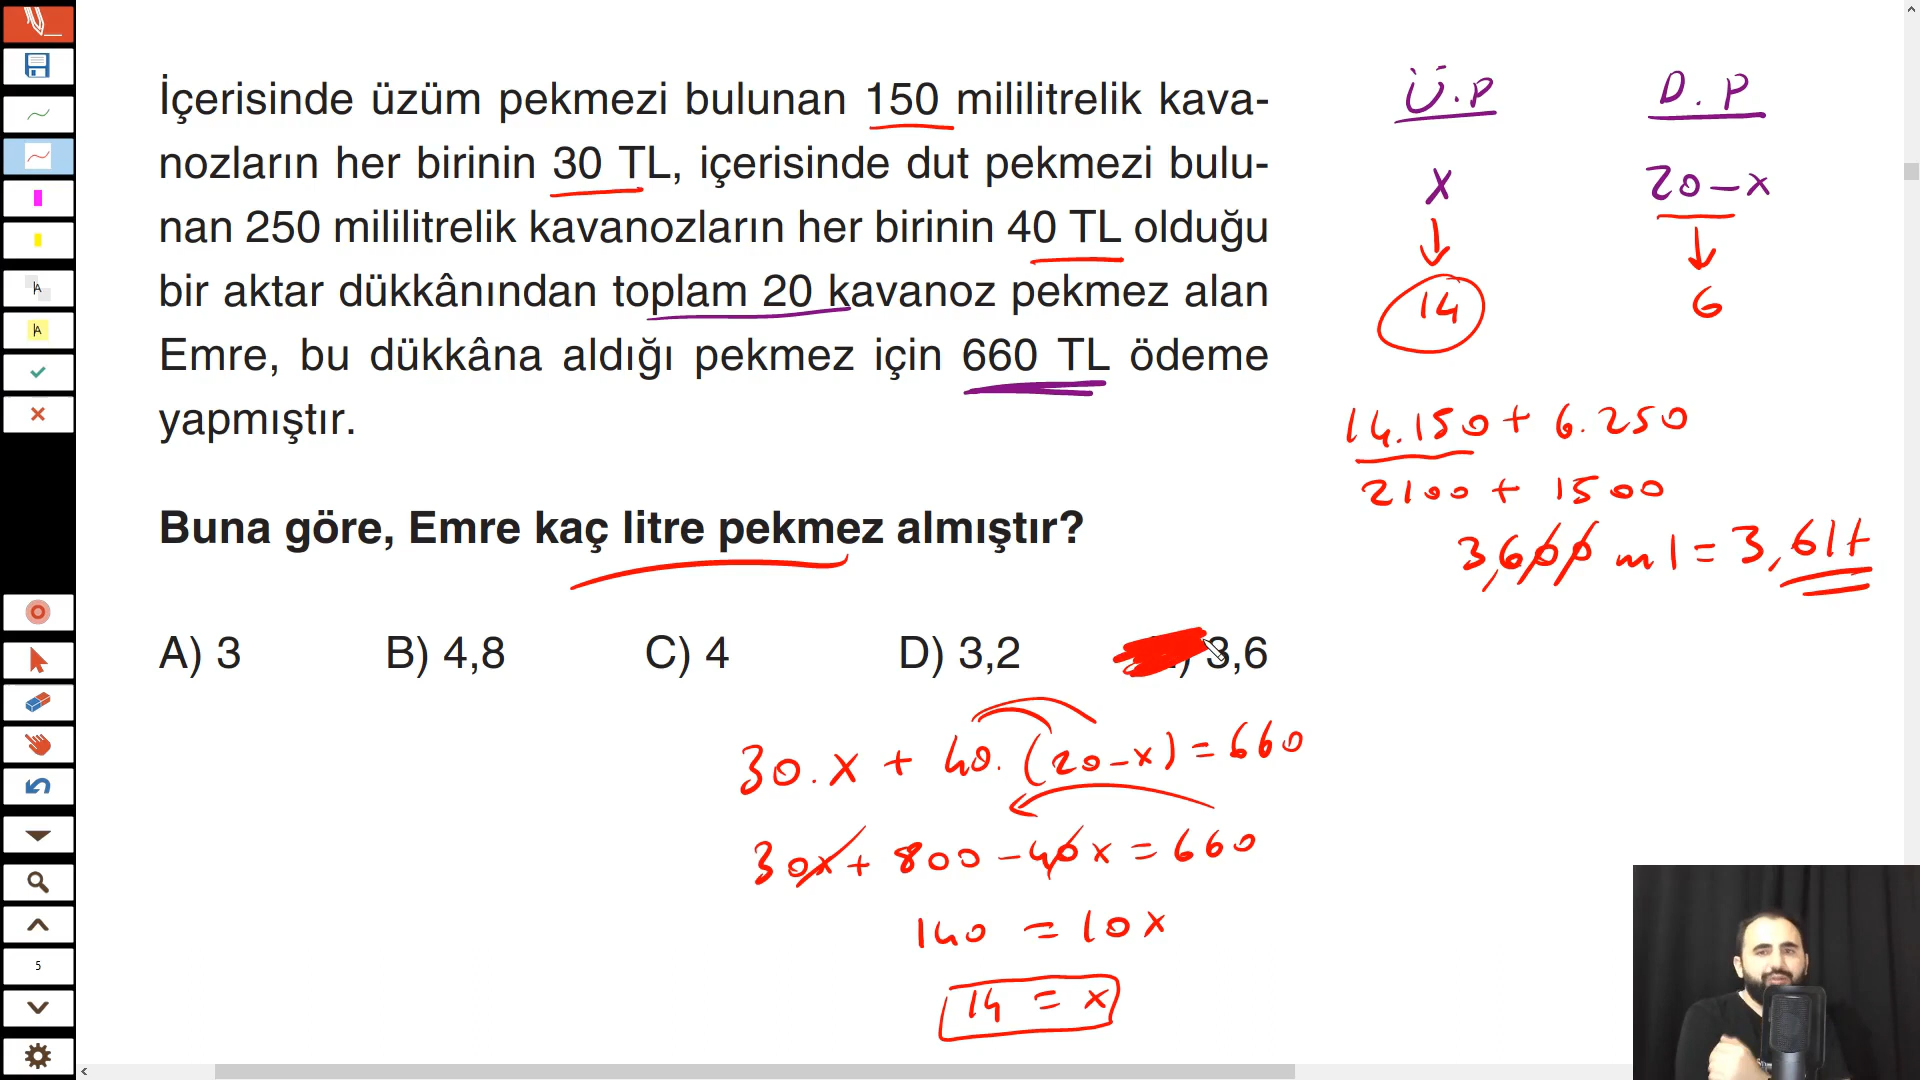 İçerisinde üzüm pekmezi bulunan 150 mililitrelik kava-
nozların her birinin 30 TL, içerisinde dut pekmezi bulu-
nan 250 mililitrelik kavanozların her birinin 40 TL olduğu
bir aktar dükkânından toplam 20 kavanoz pekmez alan
Emre, bu dükkâna aldığı pekmez için 660 TL ödeme
yapmıştır.
Buna göre, Emre kaç litre pekmez almıştır?
A) 3 B) 4,8 C) 4 D) 3,2 ) 3,6
Ü.P D.P
x 20-x
14 6
14.150 + 6.250
2100 + 1500
3,600 ml = 3,6lt
30.x + 40.(20-x) = 660
30x + 800 - 40x = 660
140 = 10x
14 = x
A
A
5